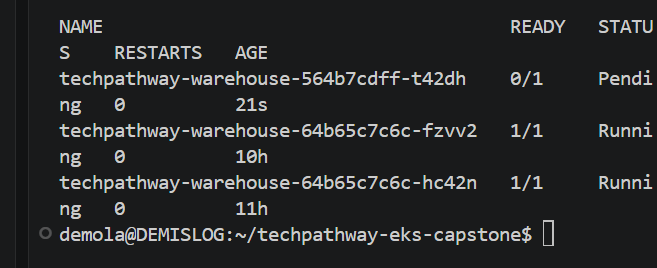 NAME READY STATU
S RESTARTS AGE
techpathway-warehouse-564b7cdff-t42dh 0/1 Pendi
ng 0 21s
techpathway-warehouse-64b65c7c6c-fzvv2 1/1 Runni
ng 0 10h
techpathway-warehouse-64b65c7c6c-hc42n 1/1 Runni
ng 0 11h
demola@DEMISLOG:~/techpathway-eks-capstone$